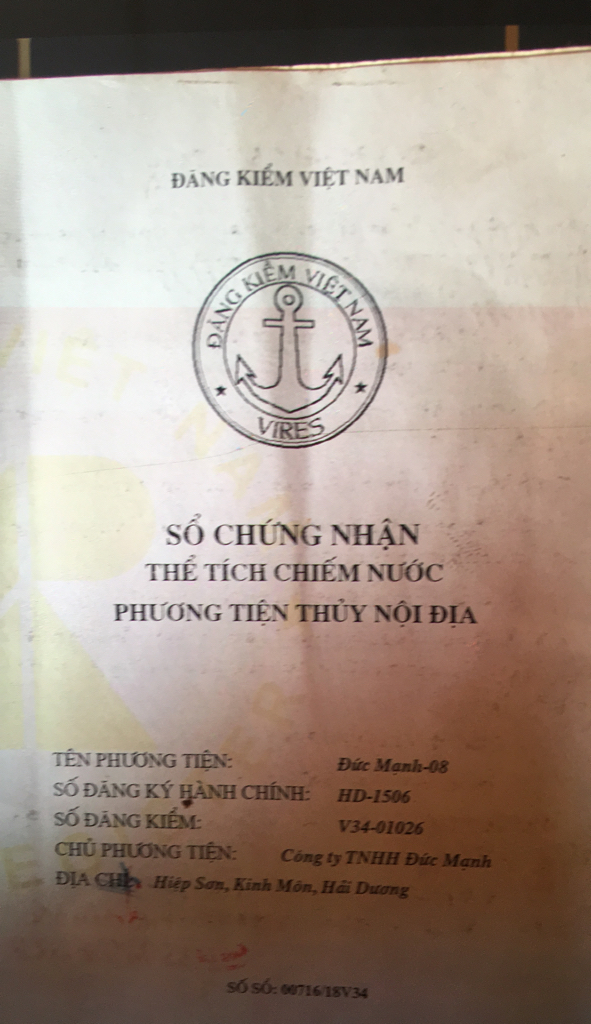 ĐĂNG KIỂM VIỆT NAM
ĐĂNG KIỂM VIỆT NAM
VIRES
SỔ CHỨNG NHẬN
THỂ TÍCH CHIẾM NƯỚC
PHƯƠNG TIỆN THỦY NỘI ĐỊA
TÊN PHƯƠNG TIỆN: Đức Mạnh-08
SỐ ĐĂNG KÝ HÀNH CHÍNH: HD-1506
SỐ ĐĂNG KIỂM: V34-01026
CHỦ PHƯƠNG TIỆN: Công ty TNHH Đức Mạnh
ĐỊA CHỈ: Hiệp Sơn, Kinh Môn, Hải Dương
SỐ SỔ: 00716/18V34